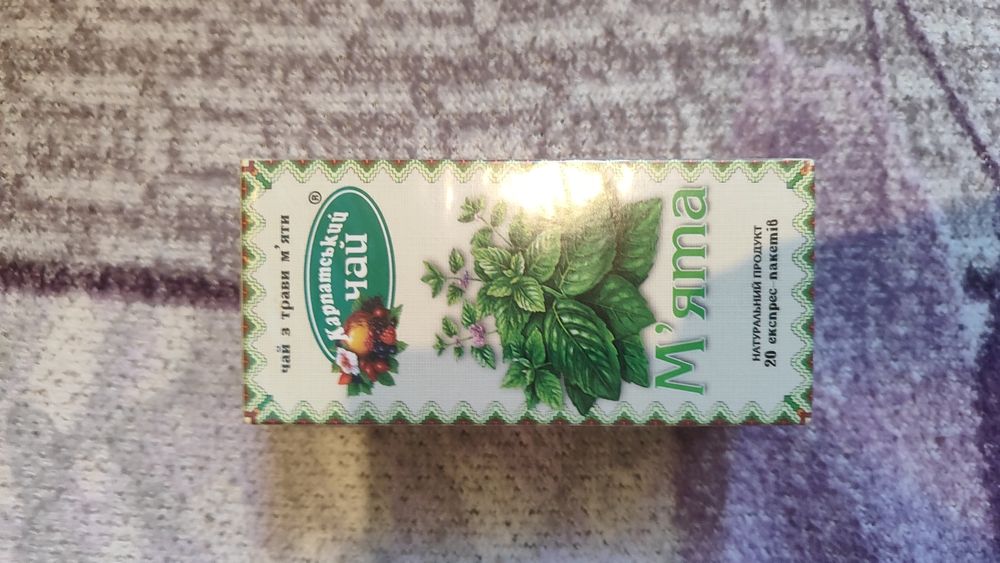 чай з трави м'яти
®
Карпатський
чай
М'ята
НАТУРАЛЬНИЙ ПРОДУКТ
20 експрес-пакетів